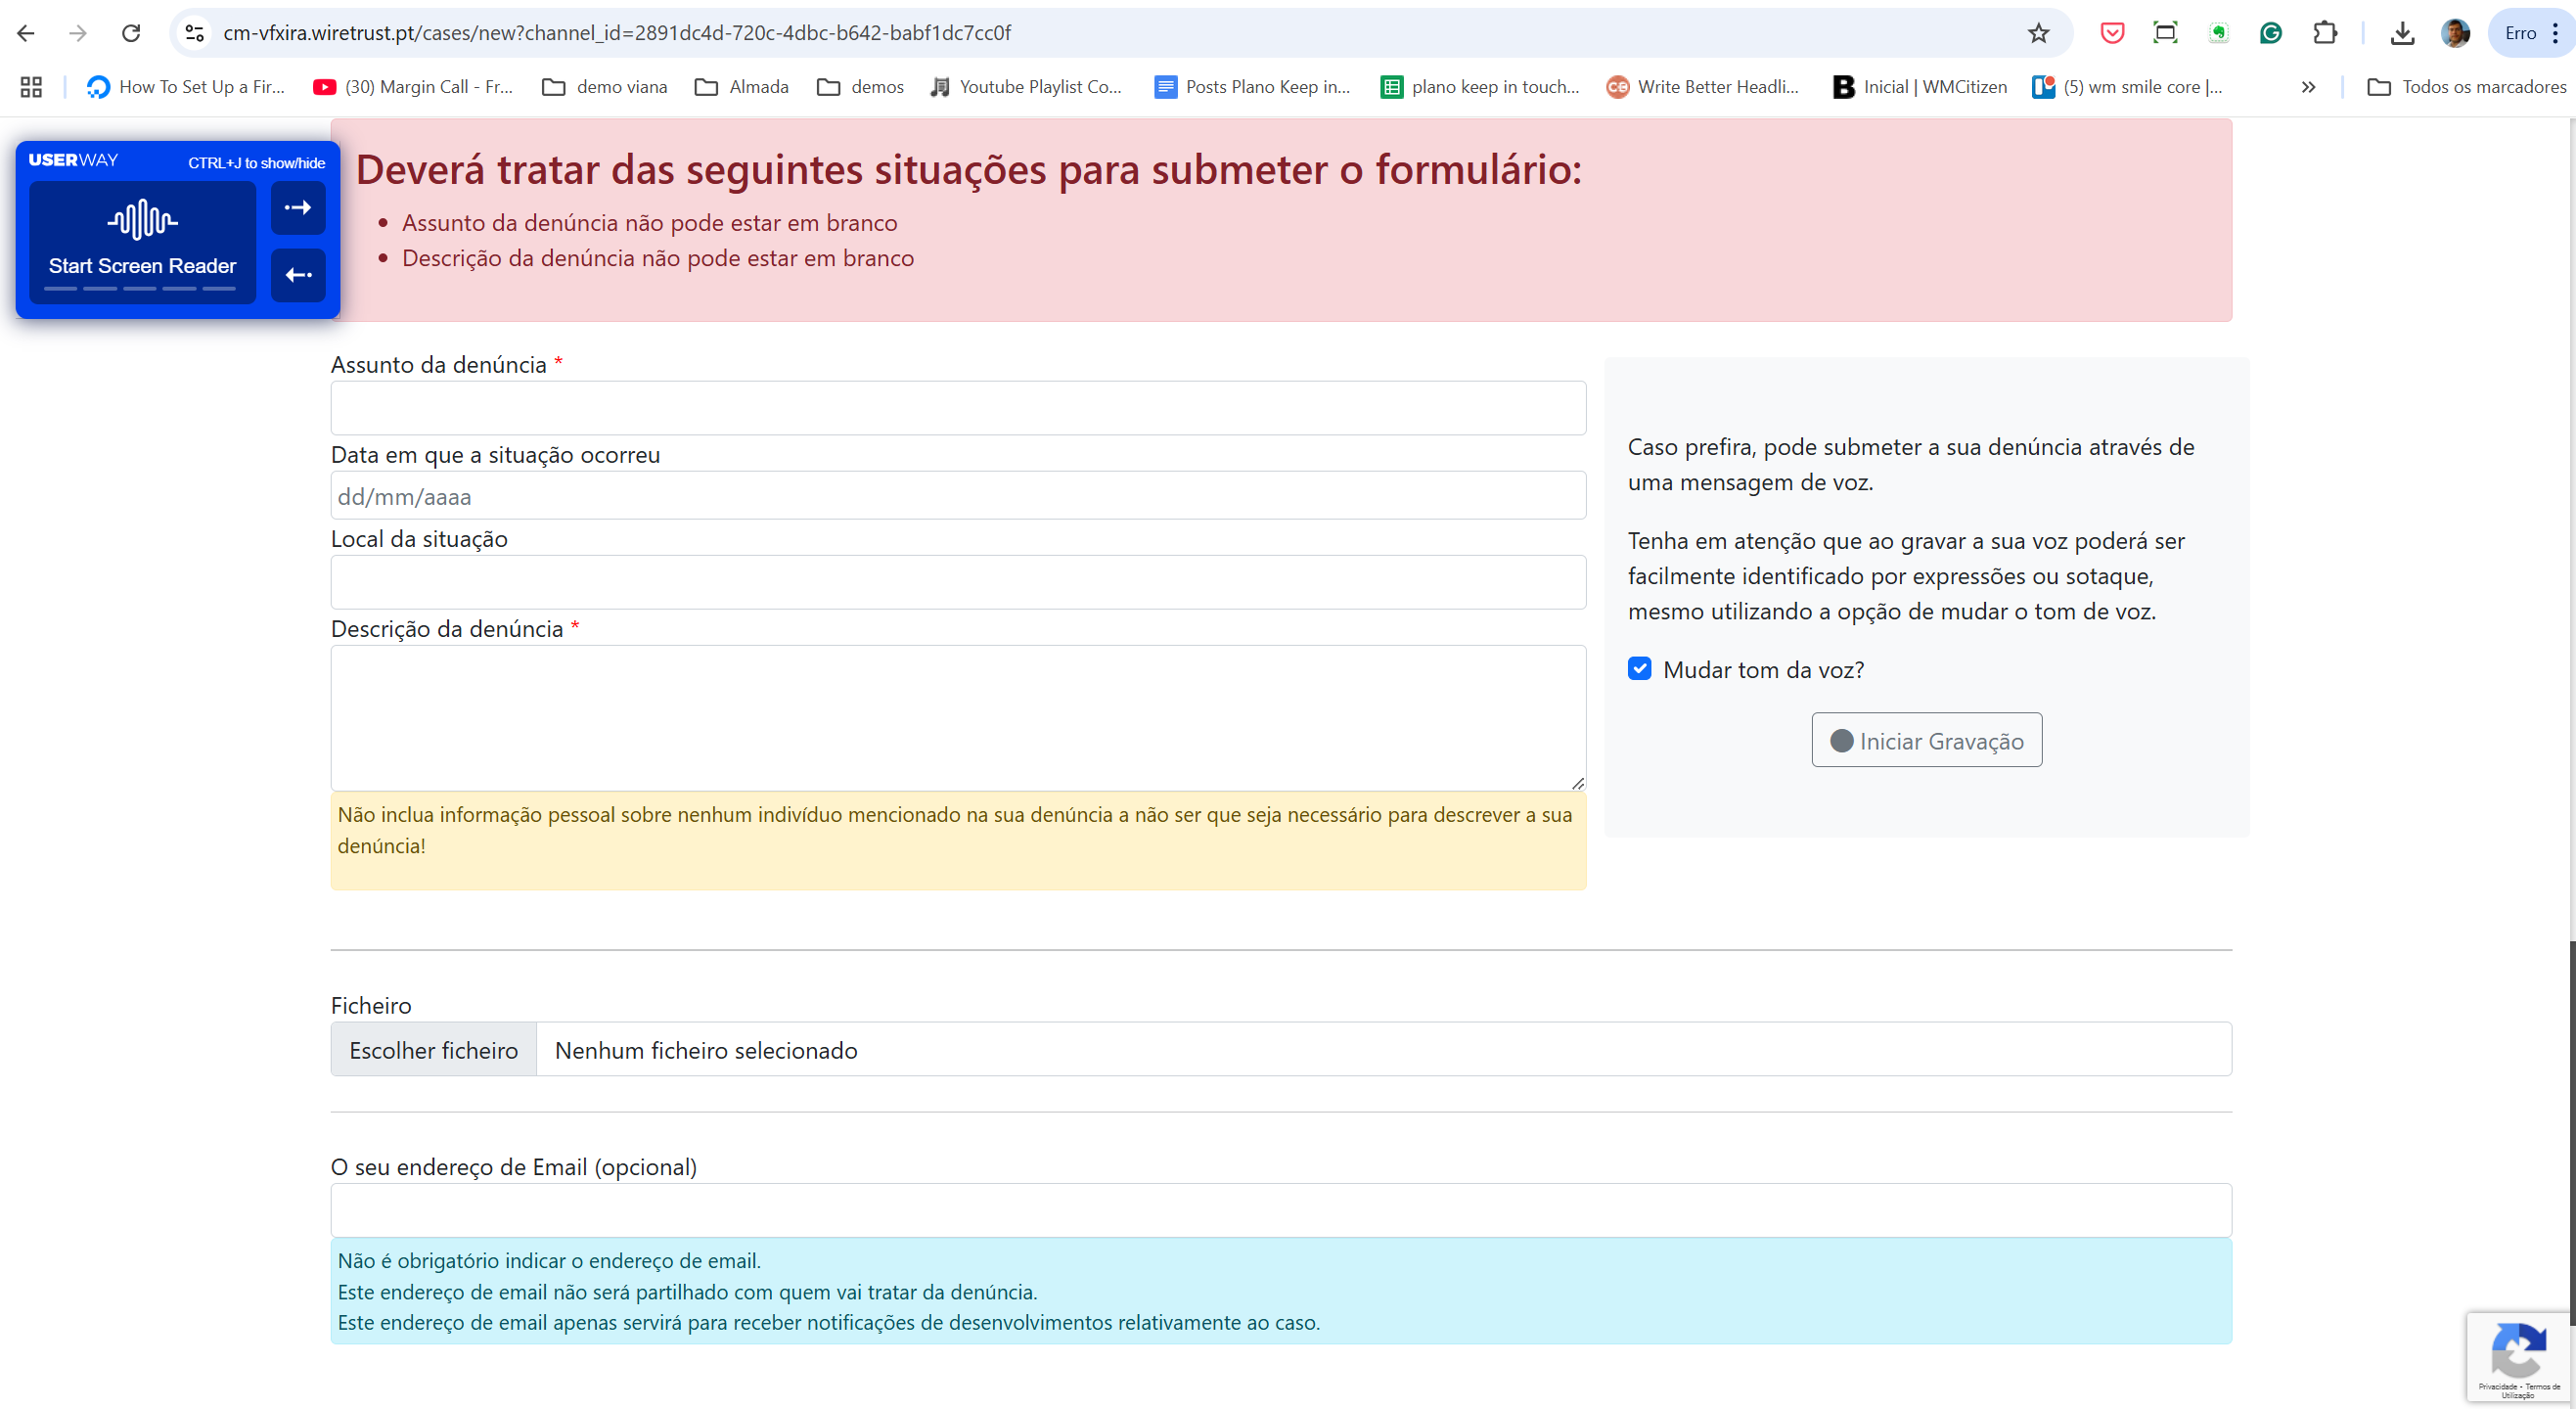 cm-vfxira.wiretrust.pt/cases/new?channel_id=2891dc4d-720c-4dbc-b642-babf1dc7cc0f
Erro
How To Set Up a Fir...
(30) Margin Call - Fr...
demo viana
Almada
demos
Youtube Playlist Co...
Posts Plano Keep in...
plano keep in touch...
Write Better Headli...
Inicial | WMCitizen
(5) wm smile core |...
Todos os marcadores
USERWAY
CTRL+J to show/hide
Start Screen Reader
Deverá tratar das seguintes situações para submeter o formulário:
Assunto da denúncia não pode estar em branco
Descrição da denúncia não pode estar em branco
Assunto da denúncia *
Data em que a situação ocorreu
dd/mm/aaaa
Local da situação
Descrição da denúncia *
Não inclua informação pessoal sobre nenhum indivíduo mencionado na sua denúncia a não ser que seja necessário para descrever a sua
denúncia!
Caso prefira, pode submeter a sua denúncia através de
uma mensagem de voz.
Tenha em atenção que ao gravar a sua voz poderá ser
facilmente identificado por expressões ou sotaque,
mesmo utilizando a opção de mudar o tom de voz.
Mudar tom da voz?
Iniciar Gravação
Ficheiro
Escolher ficheiro
Nenhum ficheiro selecionado
O seu endereço de Email (opcional)
Não é obrigatório indicar o endereço de email.
Este endereço de email não será partilhado com quem vai tratar da denúncia.
Este endereço de email apenas servirá para receber notificações de desenvolvimentos relativamente ao caso.
Privacidade - Termos de
Utilização